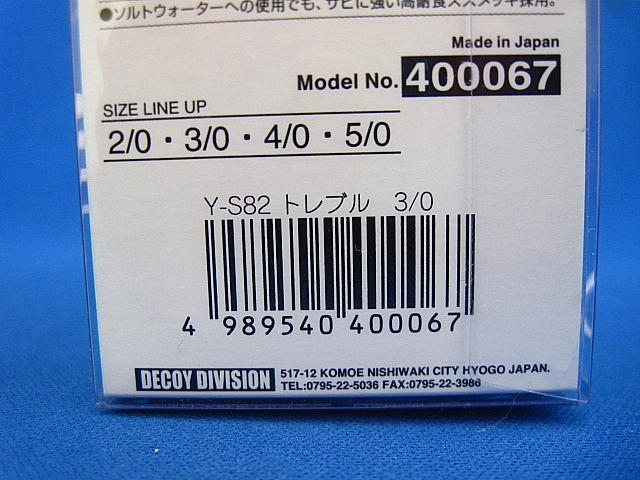 ●ソルトウォーターへの使用でも、サビに強い高耐食スズメッキ採用。
Made in Japan
Model No. 400067
SIZE LINE UP
2/0・3/0・4/0・5/0
Y-S82 トレブル 3/0
4 989540 400067
DECOY DIVISION 517-12 KOMOE NISHIWAKI CITY HYOGO JAPAN.
TEL:0795-22-5036 FAX:0795-22-3986